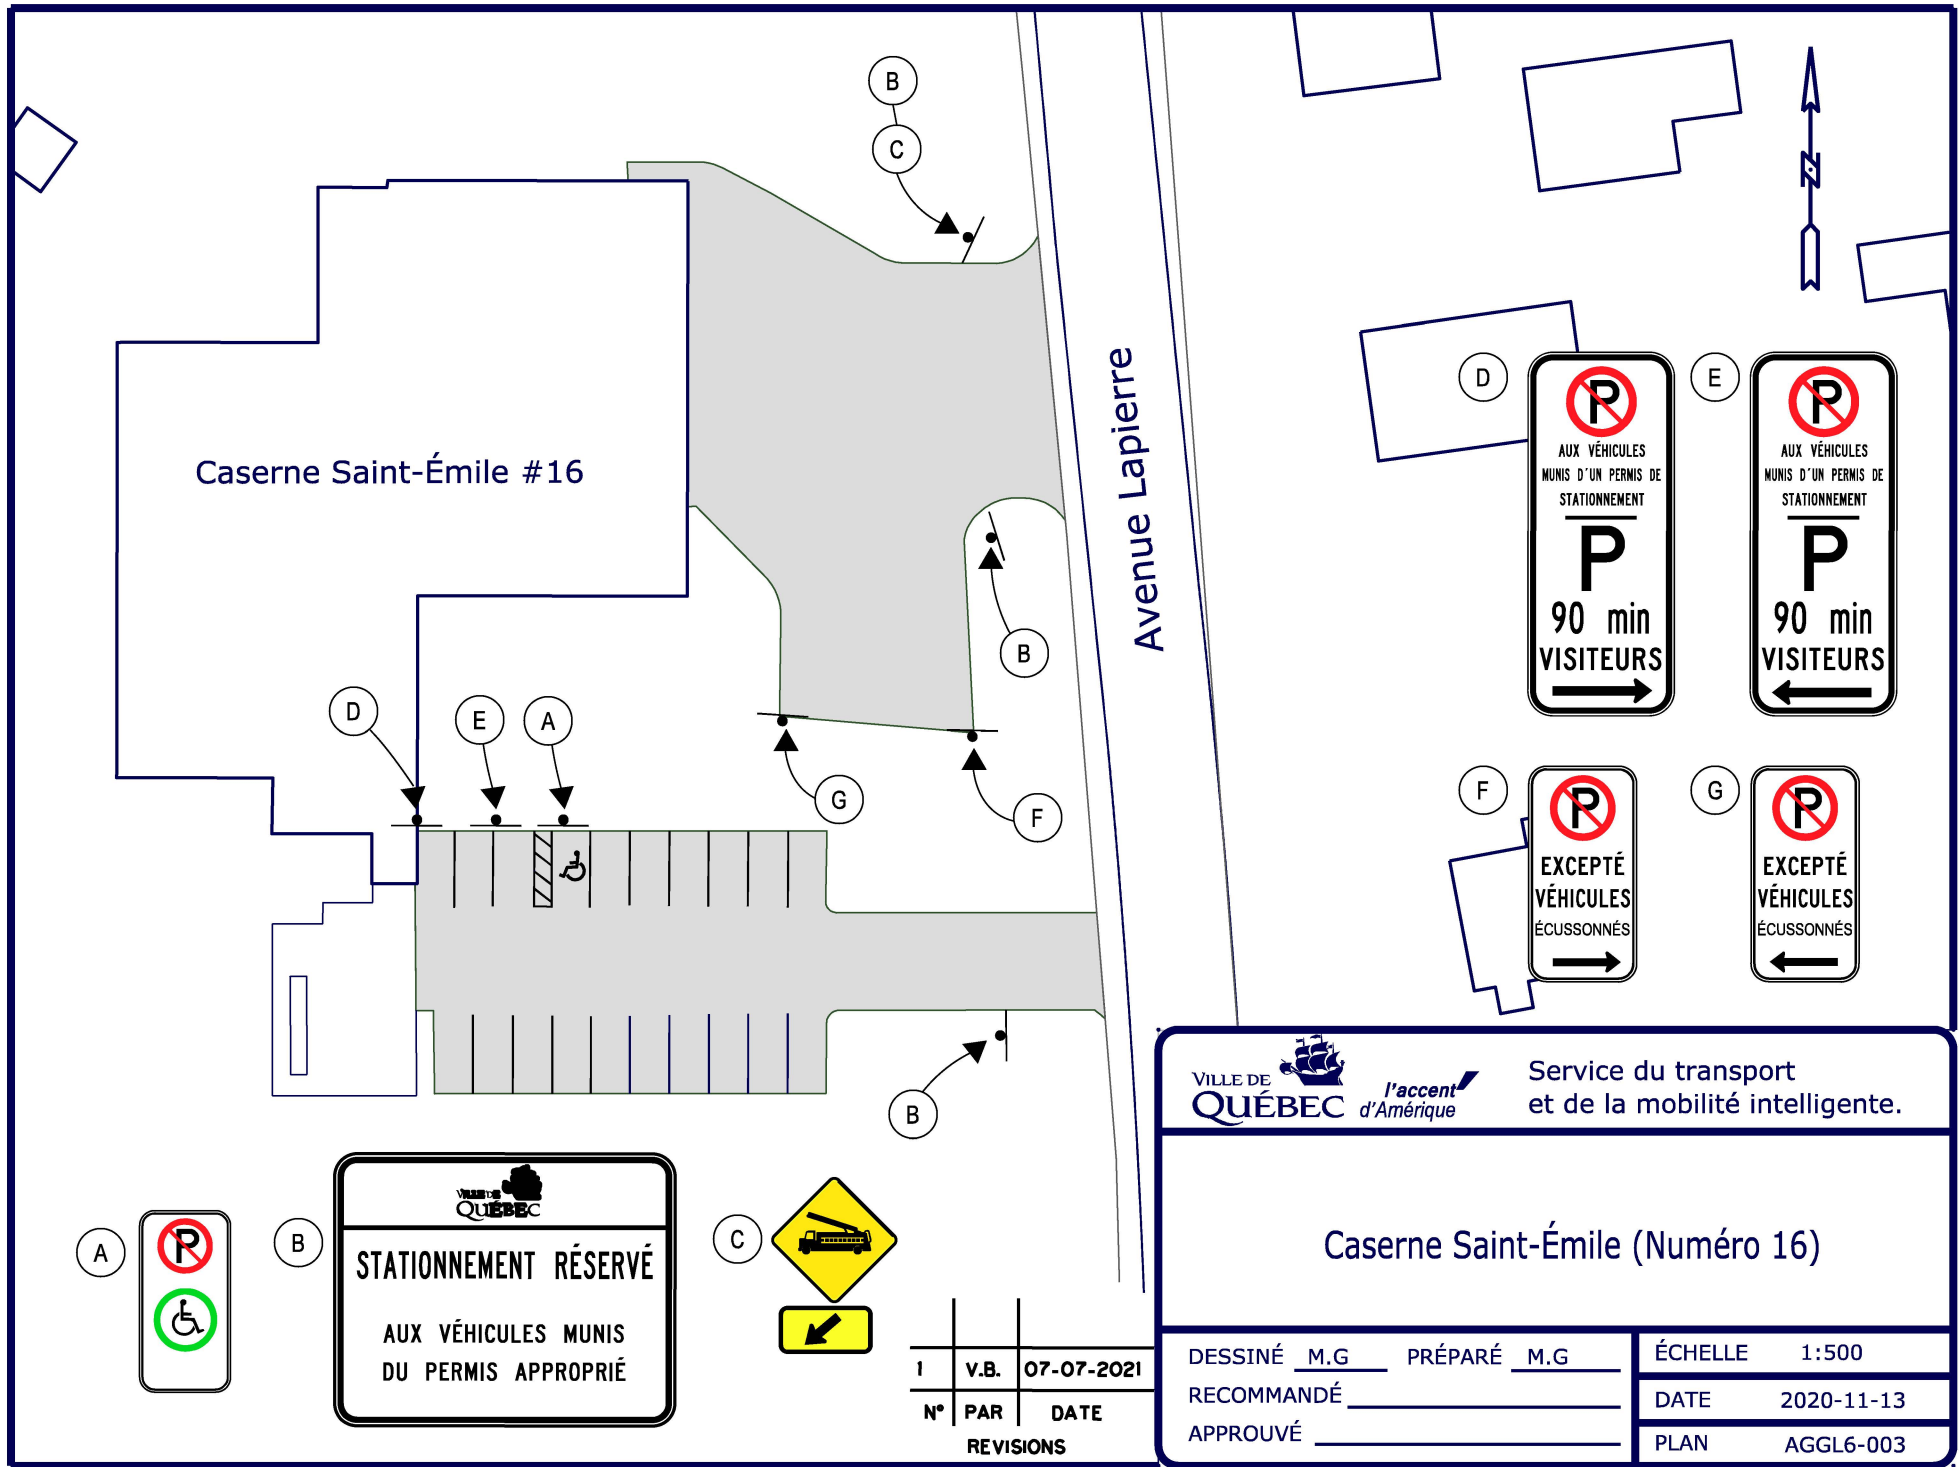 B
C
N
Caserne Saint-Émile #16
Avenue Lapierre
D
E
P
AUX VÉHICULES
MUNIS D'UN PERMIS DE
STATIONNEMENT
P
90 min
VISITEURS
P
AUX VÉHICULES
MUNIS D'UN PERMIS DE
STATIONNEMENT
P
90 min
VISITEURS
B
D
E
A
G
F
F
G
P
EXCEPTÉ
VÉHICULES
ÉCUSSONNÉS
P
EXCEPTÉ
VÉHICULES
ÉCUSSONNÉS
B
A
P
B
VILLE DE
QUÉBEC
STATIONNEMENT RÉSERVÉ
AUX VÉHICULES MUNIS
DU PERMIS APPROPRIÉ
C
1 V.B. 07-07-2021
N° PAR DATE
REVISIONS
VILLE DE
QUÉBEC
l'accent
d'Amérique
Service du transport
et de la mobilité intelligente.
Caserne Saint-Émile (Numéro 16)
DESSINÉ M.G PRÉPARÉ M.G
RECOMMANDÉ
APPROUVÉ
ÉCHELLE 1:500
DATE 2020-11-13
PLAN AGGL6-003